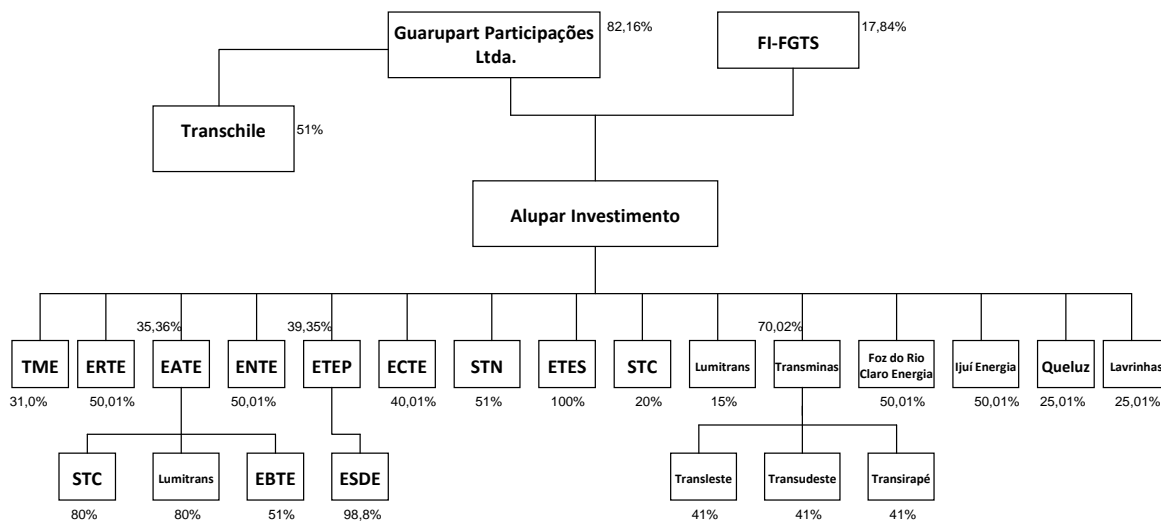 Guarupart Participações
Ltda.
82,16%
FI-FGTS
17,84%
Transchile
51%
Alupar Investimento
35,36%
39,35%
70,02%
TME
ERTE
EATE
ENTE
ETEP
ECTE
STN
ETES
STC
Lumitrans
Transminas
Foz do Rio
Claro Energia
Ijuí Energia
Queluz
Lavrinhas
31,0%
50,01%
50,01%
40,01%
51%
100%
20%
15%
50,01%
50,01%
25,01%
25,01%
STC
Lumitrans
EBTE
ESDE
Transleste
Transudeste
Transirapé
80%
80%
51%
98,8%
41%
41%
41%